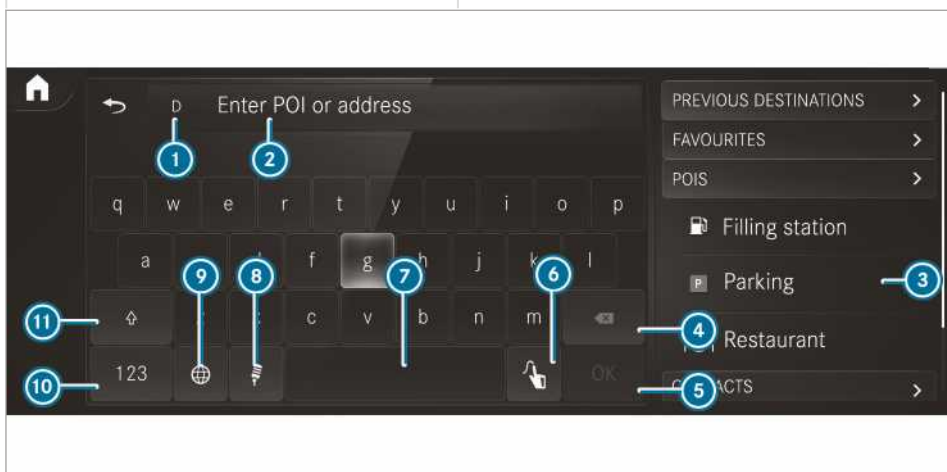 D Enter POI or address
1 2
q w e r t y u i o p
a f g h j k l
9 8 7 6
11 c v b n m 4
10 123 OK 5
PREVIOUS DESTINATIONS
FAVOURITES
POIS
Filling station
P Parking 3
Restaurant